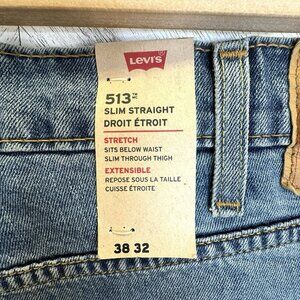 LEVI'S
513™
SLIM STRAIGHT
DROIT ÉTROIT
STRETCH
SITS BELOW WAIST
SLIM THROUGH THIGH
EXTENSIBLE
REPOSE SOUS LA TAILLE
CUISSE ÉTROITE
38 32